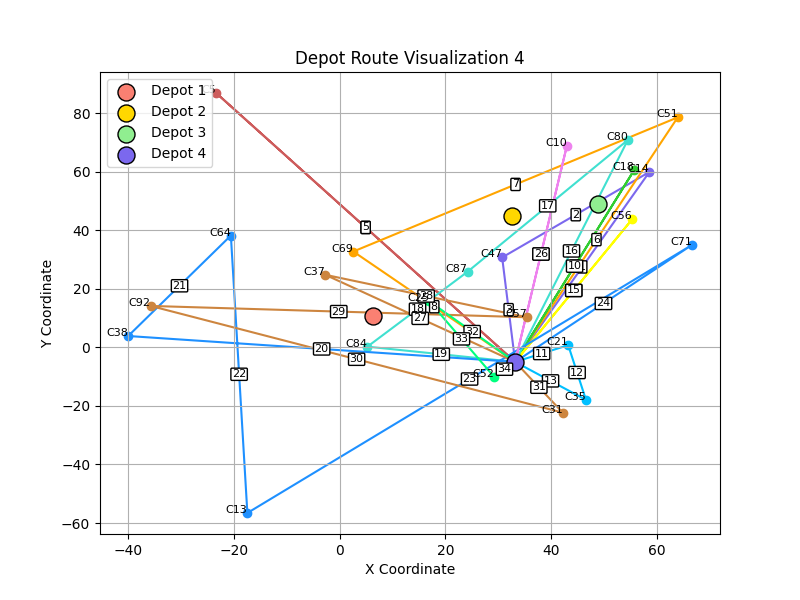 Depot Route Visualization 4
Depot 1
Depot 2
Depot 3
Depot 4
C51
C10
C80
C18
C14
7
5
17
2
C56
C64
C69
C47
16
6
C71
26
10
C37
C87
21
15
C92
29
3
C57
24
18
27
32
33
C38
C84
C21
20
30
19
11
34
22
23
C52
12
31
13
C35
C31
C13
80
60
40
20
0
−20
−40
−60
−40
−20
0
20
40
60
X Coordinate
Y Coordinate